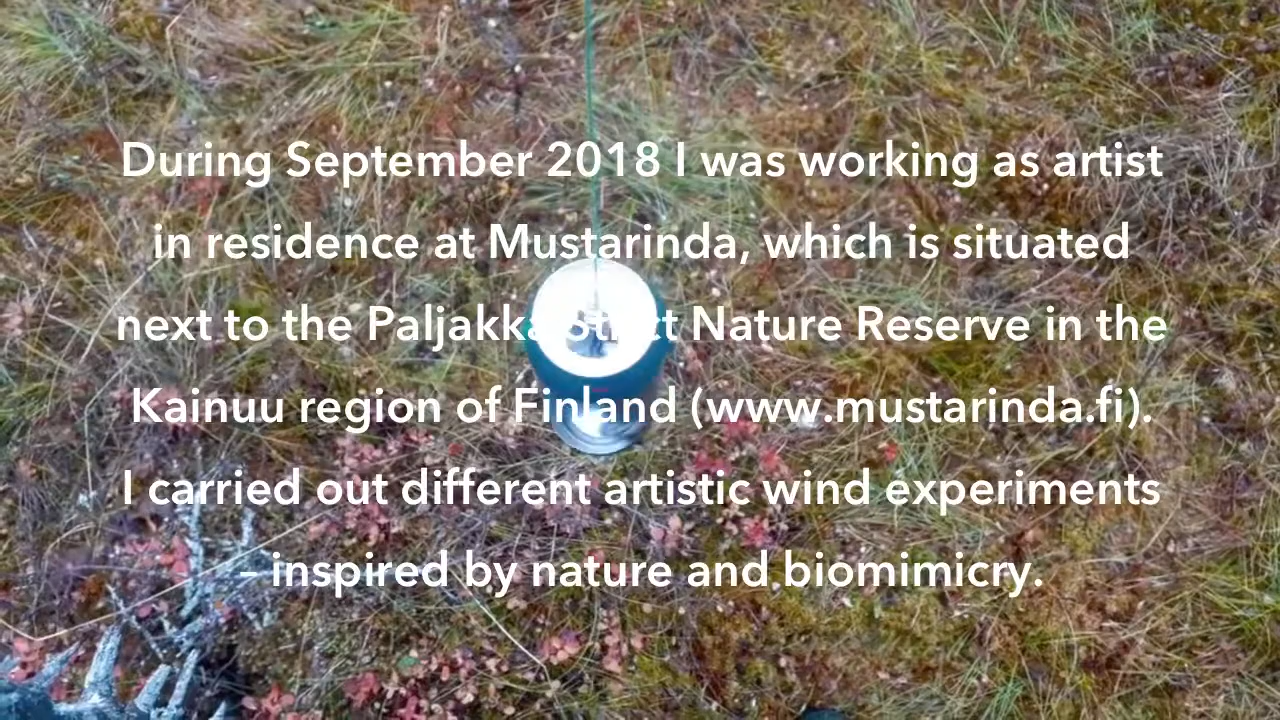 During September 2018 I was working as artist
in residence at Mustarinda, which is situated
next to the Paljakka Strict Nature Reserve in the
Kainuu region of Finland (www.mustarinda.fi).
I carried out different artistic wind experiments
– inspired by nature and biomimicry.